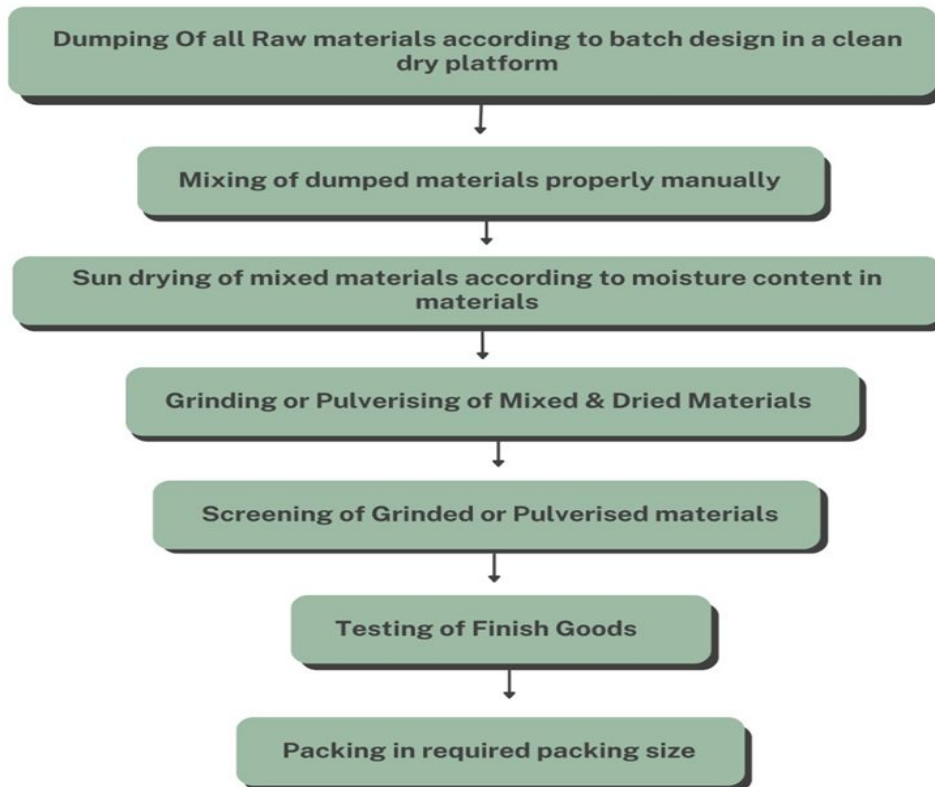 Dumping Of all Raw materials according to batch design in a clean
dry platform
Mixing of dumped materials properly manually
Sun drying of mixed materials according to moisture content in
materials
Grinding or Pulverising of Mixed & Dried Materials
Screening of Grinded or Pulverised materials
Testing of Finish Goods
Packing in required packing size